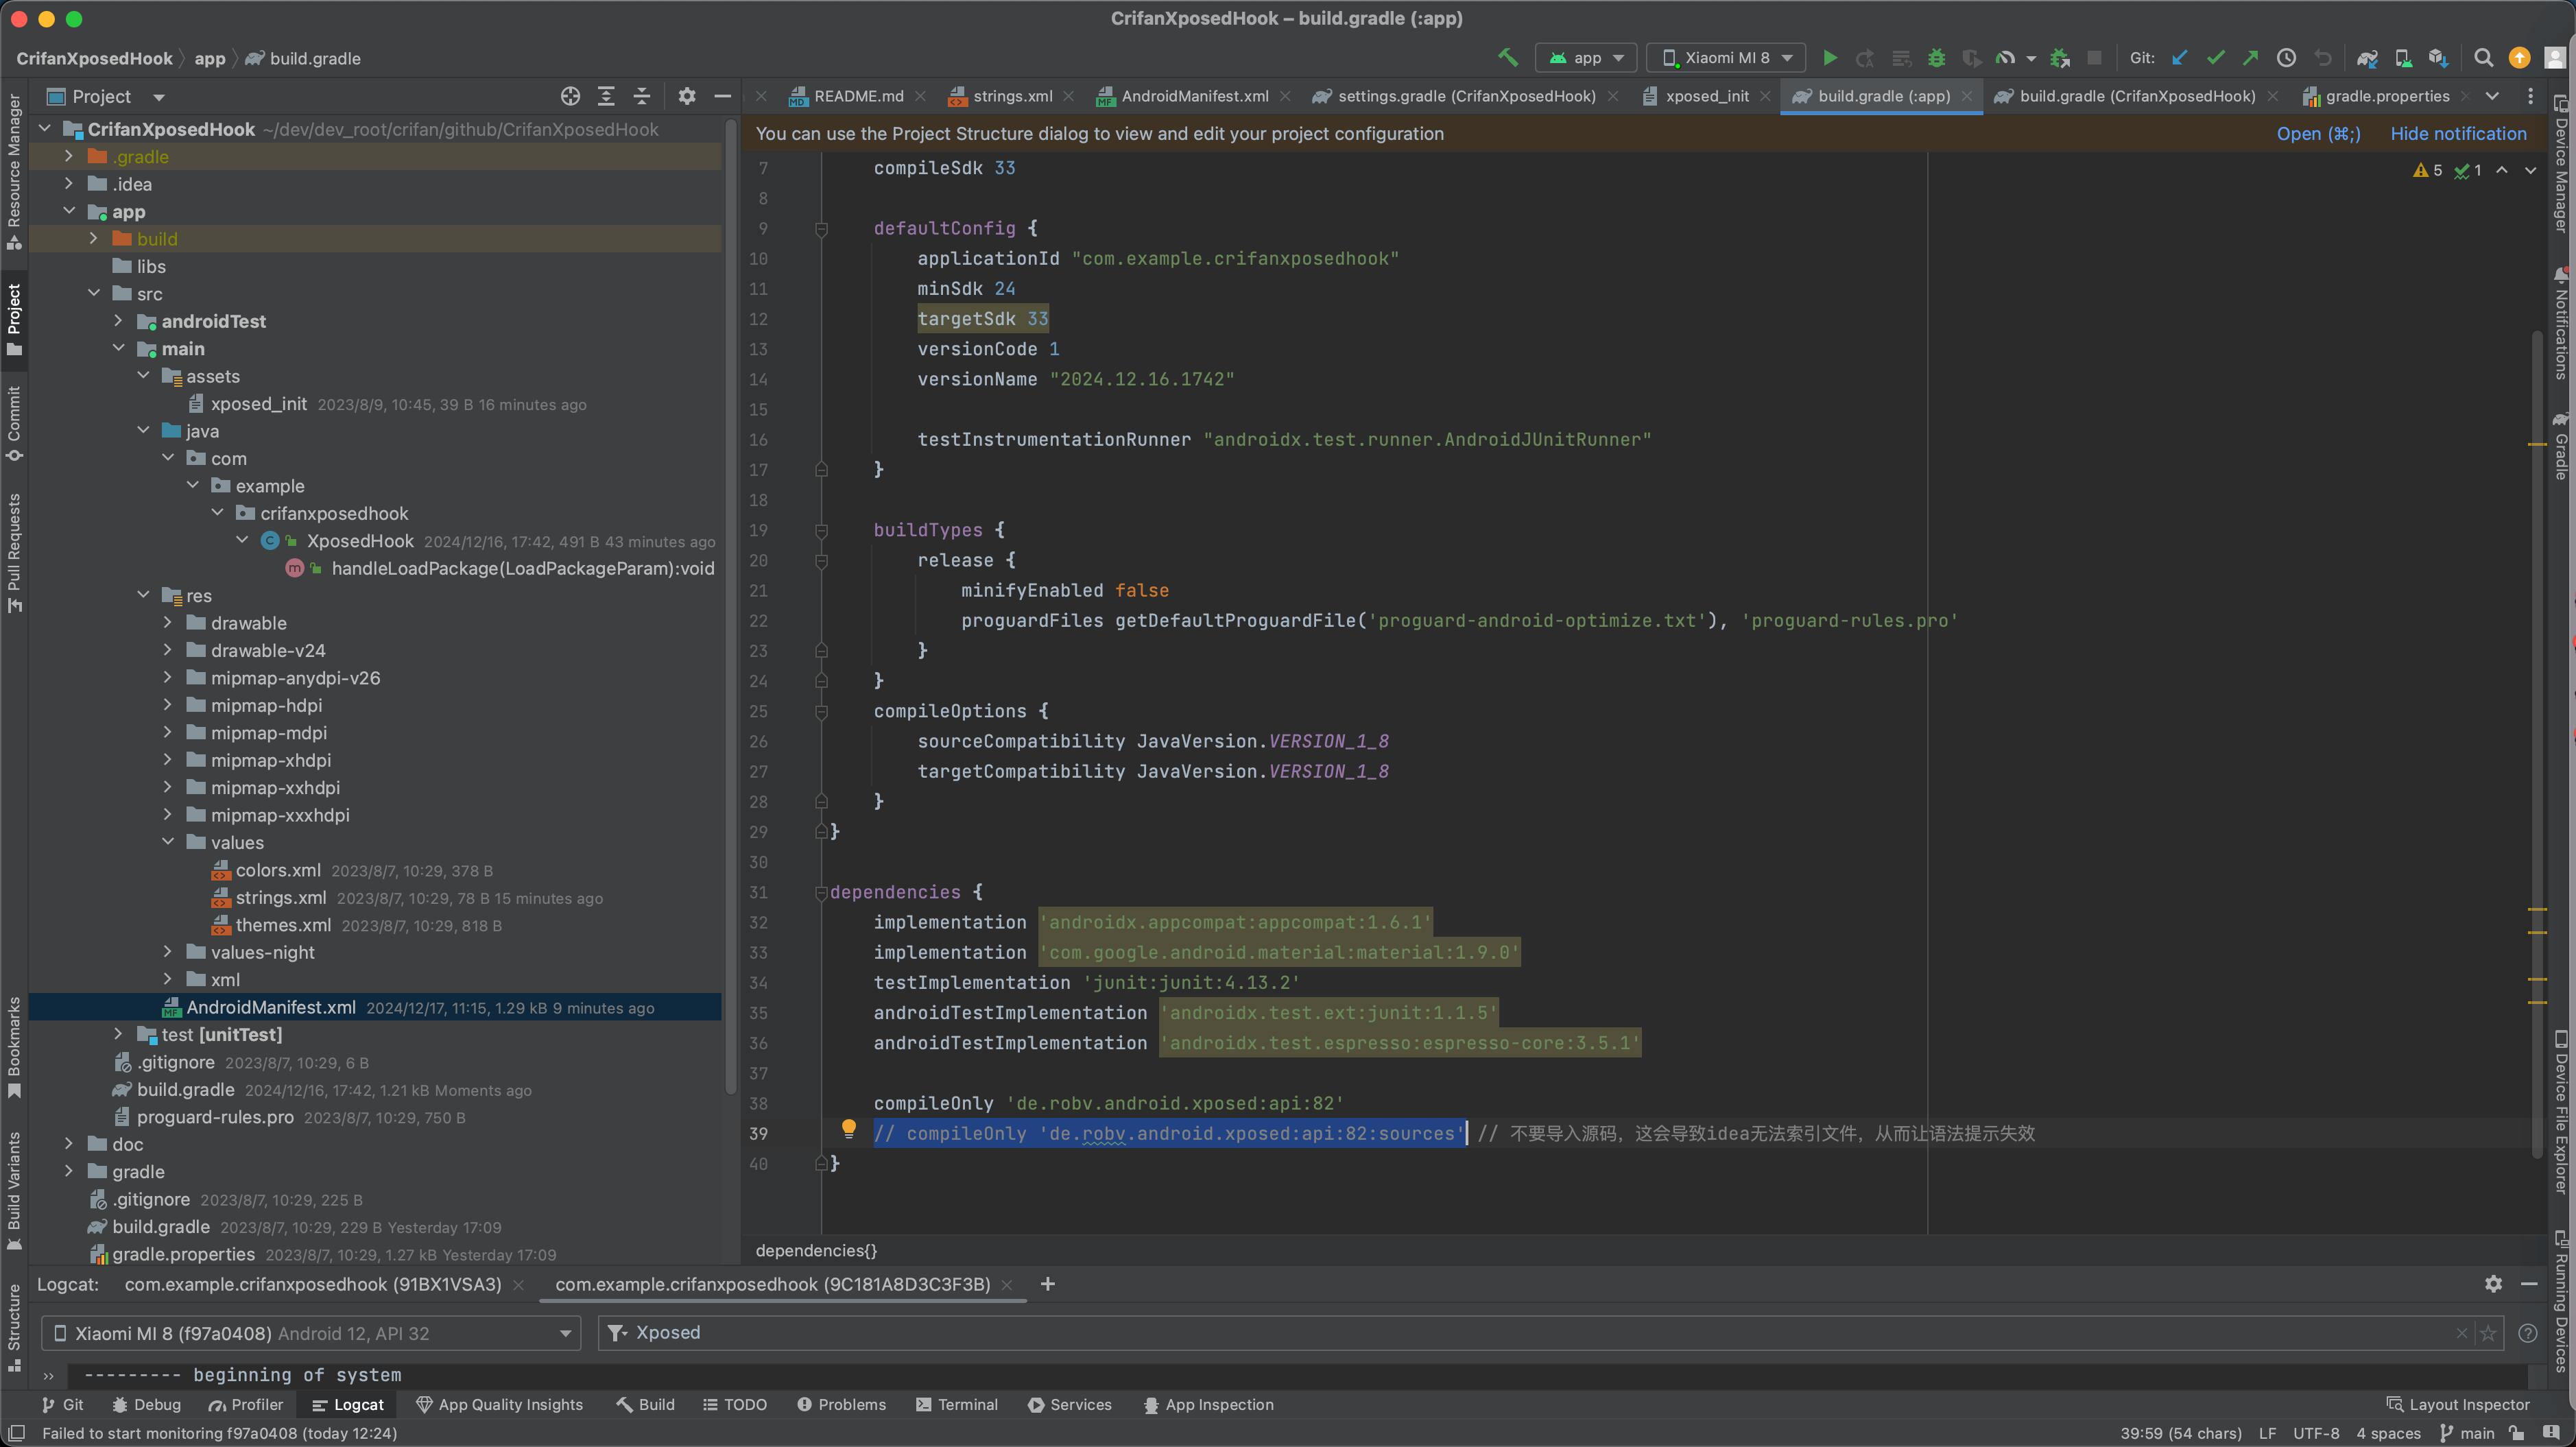 CrifanXposedHook – build.gradle (:app)
CrifanXposedHook app build.gradle
app Xiaomi MI 8 Git:
Project
README.md strings.xml AndroidManifest.xml settings.gradle (CrifanXposedHook) xposed_init build.gradle (:app) build.gradle (CrifanXposedHook) gradle.properties
You can use the Project Structure dialog to view and edit your project configuration Open (⌘;) Hide notification
5 1
Resource Manager
Project
Commit
Pull Requests
Bookmarks
Build Variants
Structure
CrifanXposedHook ~/dev/dev_root/crifan/github/CrifanXposedHook
.gradle
.idea
app
build
libs
src
androidTest
main
assets
xposed_init 2023/8/9, 10:45, 39 B 16 minutes ago
java
com
example
crifanxposedhook
XposedHook 2024/12/16, 17:42, 491 B 43 minutes ago
handleLoadPackage(LoadPackageParam):void
res
drawable
drawable-v24
mipmap-anydpi-v26
mipmap-hdpi
mipmap-mdpi
mipmap-xhdpi
mipmap-xxhdpi
mipmap-xxxhdpi
values
colors.xml 2023/8/7, 10:29, 378 B
strings.xml 2023/8/7, 10:29, 78 B 15 minutes ago
themes.xml 2023/8/7, 10:29, 818 B
values-night
xml
AndroidManifest.xml 2024/12/17, 11:15, 1.29 kB 9 minutes ago
test [unitTest]
.gitignore 2023/8/7, 10:29, 6 B
build.gradle 2024/12/16, 17:42, 1.21 kB Moments ago
proguard-rules.pro 2023/8/7, 10:29, 750 B
doc
gradle
.gitignore 2023/8/7, 10:29, 225 B
build.gradle 2023/8/7, 10:29, 229 B Yesterday 17:09
gradle.properties 2023/8/7, 10:29, 1.27 kB Yesterday 17:09
7 compileSdk 33
8
9 defaultConfig {
10 applicationId "com.example.crifanxposedhook"
11 minSdk 24
12 targetSdk 33
13 versionCode 1
14 versionName "2024.12.16.1742"
15
16 testInstrumentationRunner "androidx.test.runner.AndroidJUnitRunner"
17 }
18
19 buildTypes {
20 release {
21 minifyEnabled false
22 proguardFiles getDefaultProguardFile('proguard-android-optimize.txt'), 'proguard-rules.pro'
23 }
24 }
25 compileOptions {
26 sourceCompatibility JavaVersion.VERSION_1_8
27 targetCompatibility JavaVersion.VERSION_1_8
28 }
29 }
30
31 dependencies {
32 implementation 'androidx.appcompat:appcompat:1.6.1'
33 implementation 'com.google.android.material:material:1.9.0'
34 testImplementation 'junit:junit:4.13.2'
35 androidTestImplementation 'androidx.test.ext:junit:1.1.5'
36 androidTestImplementation 'androidx.test.espresso:espresso-core:3.5.1'
37
38 compileOnly 'de.robv.android.xposed:api:82'
39 // compileOnly 'de.robv.android.xposed:api:82:sources' // 不要导入源码，这会导致idea无法索引文件，从而让语法提示失效
40 }
dependencies{}
Device Manager
Notifications
Gradle
Device File Explorer
Running Devices
Logcat: com.example.crifanxposedhook (91BX1VSA3) com.example.crifanxposedhook (9C181A8D3C3F3B)
Xiaomi MI 8 (f97a0408) Android 12, API 32 Xposed
--------- beginning of system
Git Debug Profiler Logcat App Quality Insights Build TODO Problems Terminal Services App Inspection Layout Inspector
Failed to start monitoring f97a0408 (today 12:24) 39:59 (54 chars) LF UTF-8 4 spaces main